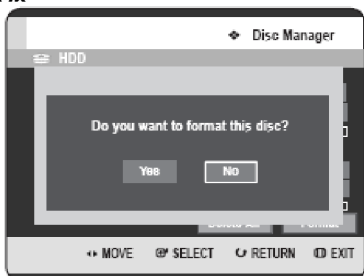 Disc Manager
HDD
Do you want to format this disc?
Yes No
Delete All Format
MOVE SELECT RETURN EXIT